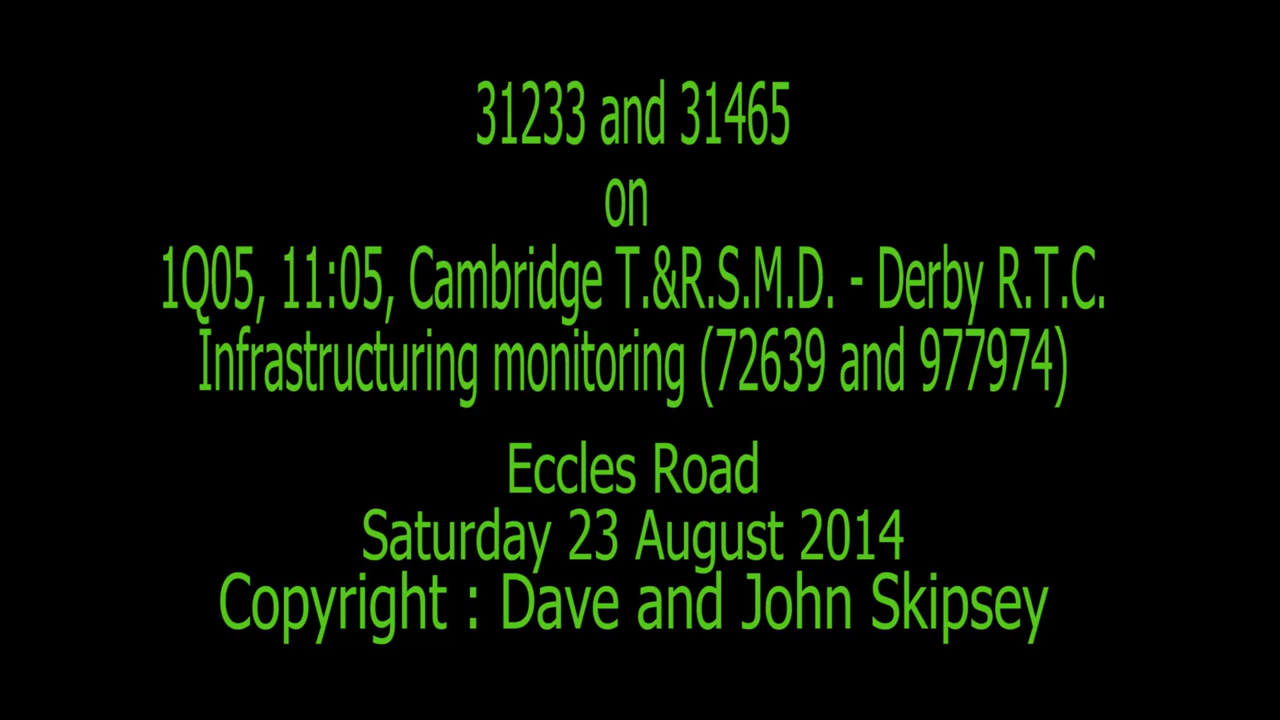 31233 and 31465
on
1Q05, 11:05, Cambridge T.&R.S.M.D. - Derby R.T.C.
Infrastructuring monitoring (72639 and 977974)
Eccles Road
Saturday 23 August 2014
Copyright : Dave and John Skipsey